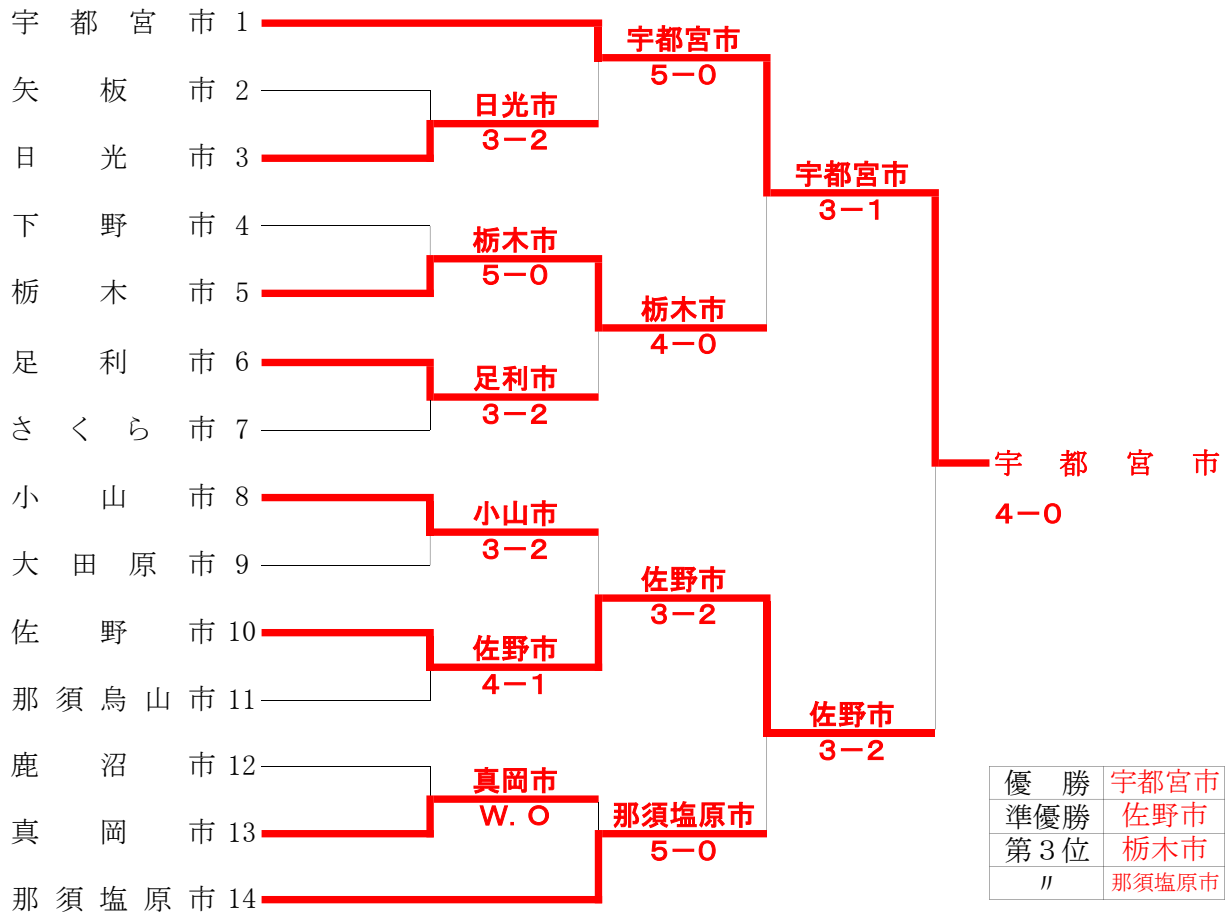 宇都宮市 1
宇都宮市
5－0
矢板市 2
日光市
3－2
日光市 3
宇都宮市
3－1
下野市 4
栃木市
5－0
栃木市 5
栃木市
4－0
足利市 6
足利市
3－2
さくら市 7
宇都宮市
4－0
小山市 8
小山市
3－2
大田原市 9
佐野市
3－2
佐野市 10
佐野市
4－1
那須烏山市 11
佐野市
3－2
鹿沼市 12
真岡市
W. O
真岡市 13
那須塩原市
5－0
那須塩原市 14
優勝 宇都宮市
準優勝 佐野市
第３位 栃木市
〃 那須塩原市